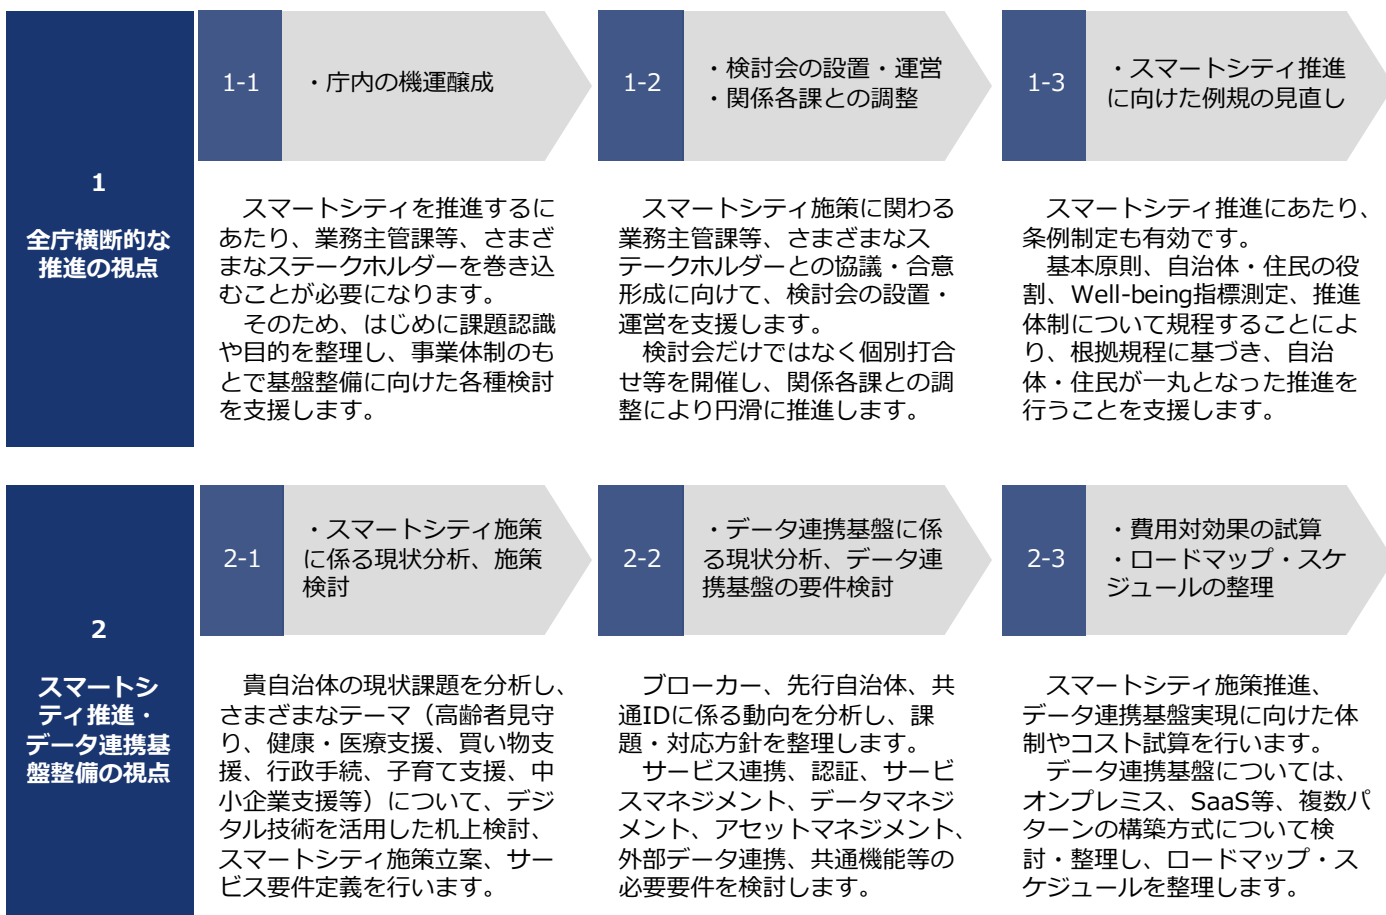 1
全庁横断的な
推進の視点
1-1
・庁内の機運醸成
スマートシティを推進するに
あたり、業務主管課等、さまざ
まなステークホルダーを巻き込
むことが必要になります。
そのため、はじめに課題認識
や目的を整理し、事業体制のも
とで基盤整備に向けた各種検討
を支援します。
1-2
・検討会の設置・運営
・関係各課との調整
スマートシティ施策に関わる
業務主管課等、さまざまなス
テークホルダーとの協議・合意
形成に向けて、検討会の設置・
運営を支援します。
検討会だけではなく個別打合
せ等を開催し、関係各課との調
整により円滑に推進します。
1-3
・スマートシティ推進
に向けた例規の見直し
スマートシティ推進にあたり、
条例制定も有効です。
基本原則、自治体・住民の役
割、Well-being指標測定、推進
体制について規程することによ
り、根拠規程に基づき、自治
体・住民が一丸となった推進を
行うことを支援します。
2
スマートシ
ティ推進・
データ連携基
盤整備の視点
2-1
・スマートシティ施策
に係る現状分析、施策
検討
貴自治体の現状課題を分析し、
さまざまなテーマ（高齢者見守
り、健康・医療支援、買い物支
援、行政手続、子育て支援、中
小企業支援等）について、デジ
タル技術を活用した机上検討、
スマートシティ施策立案、サー
ビス要件定義を行います。
2-2
・データ連携基盤に係
る現状分析、データ連
携基盤の要件検討
ブローカー、先行自治体、共
通IDに係る動向を分析し、課
題・対応方針を整理します。
サービス連携、認証、サービ
スマネジメント、データマネジ
メント、アセットマネジメント、
外部データ連携、共通機能等の
必要要件を検討します。
2-3
・費用対効果の試算
・ロードマップ・スケ
ジュールの整理
スマートシティ施策推進、
データ連携基盤実現に向けた体
制やコスト試算を行います。
データ連携基盤については、
オンプレミス、SaaS等、複数パ
ターンの構築方式について検
討・整理し、ロードマップ・ス
ケジュールを整理します。